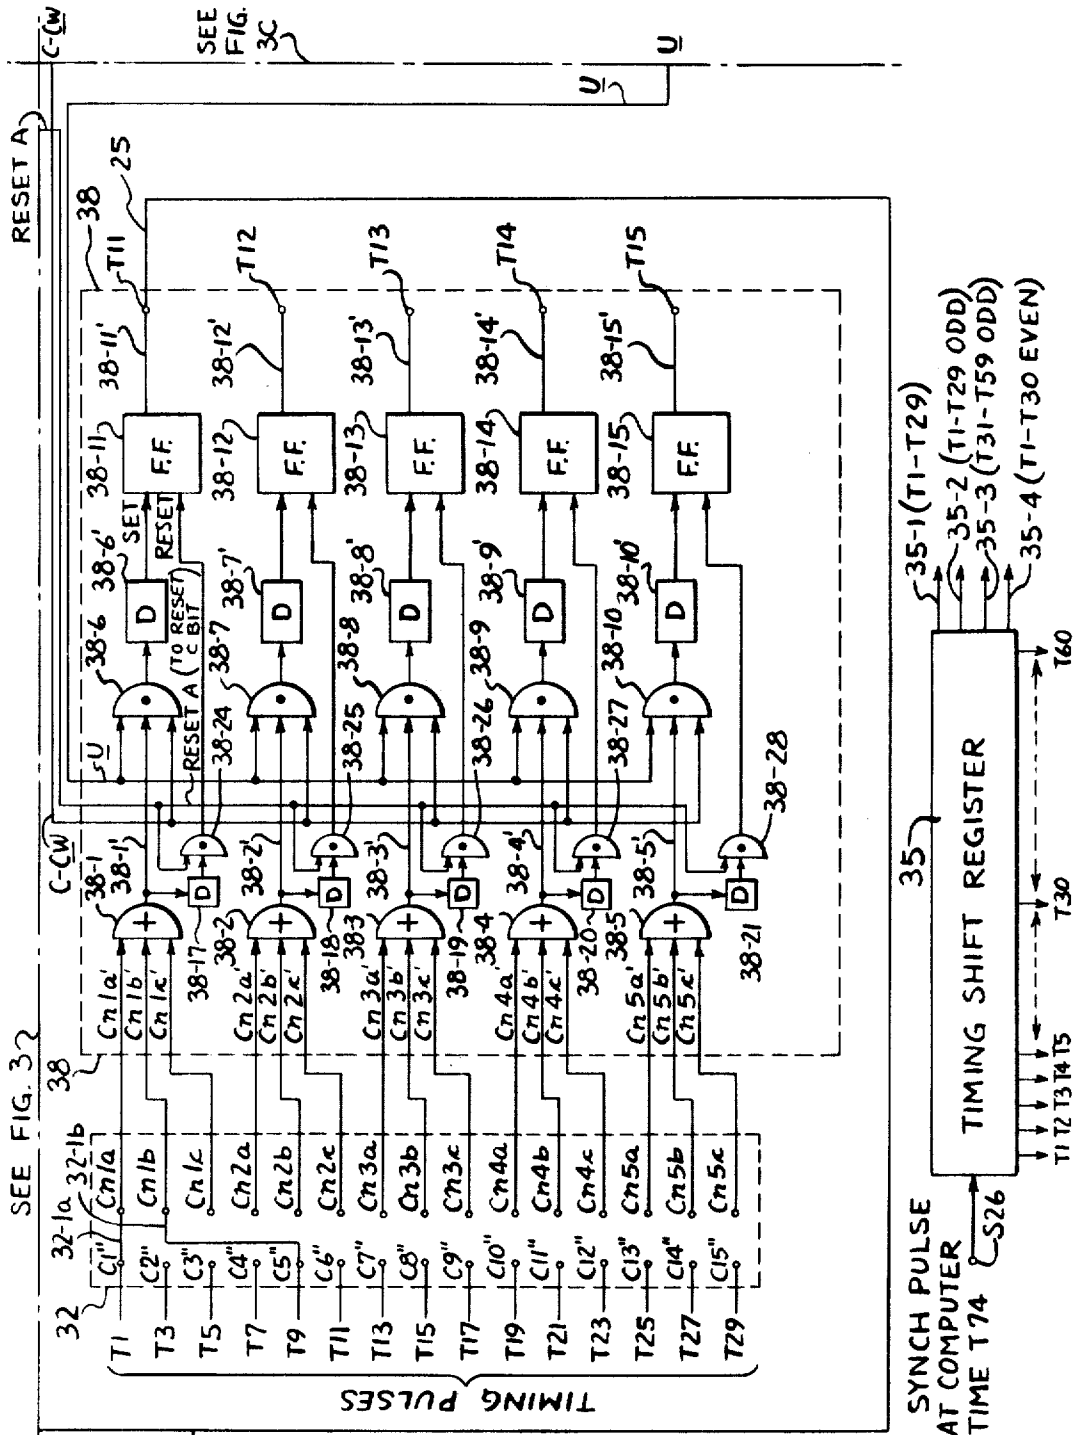 SEE FIG. 3
RESET A
C-CW
SEE
FIG.
3C
U
U
25
T11
38
T12
T13
T14
T15
38-11'
38-12'
38-13'
38-14'
38-15'
38-11
38-12
38-13
38-14
38-15
F.F.
F.F.
F.F.
F.F.
F.F.
SET
RESET
38-6'
38-7'
38-8'
38-9'
38-10'
D
D
D
D
D
RESET A (TO RESET
C BIT)
38-6
38-7
38-8
38-9
38-10
38-24
38-25
38-26
38-27
38-28
U
C-CW
38-1'
38-2'
38-3'
38-4'
38-5'
38-1
38-2
38-3
38-4
38-5
D
D
D
D
D
38-17
38-18
38-19
38-20
38-21
Cn1a'
Cn1b'
Cn1c'
Cn2a'
Cn2b'
Cn2c'
Cn3a'
Cn3b'
Cn3c'
Cn4a'
Cn4b'
Cn4c'
Cn5a'
Cn5b'
Cn5c'
38
32-1a
32-1b
Cn1a
Cn1b
Cn1c
Cn2a
Cn2b
Cn2c
Cn3a
Cn3b
Cn3c
Cn4a
Cn4b
Cn4c
Cn5a
Cn5b
Cn5c
C1"
C2"
C3"
C4"
C5"
C6"
C7"
C8"
C9"
C10"
C11"
C12"
C13"
C14"
C15"
32
T1
T3
T5
T7
T9
T11
T13
T15
T17
T19
T21
T23
T25
T27
T29
TIMING PULSES
SYNCH PULSE
AT COMPUTER
TIME T74
S26
35
TIMING SHIFT REGISTER
35-1 (T1-T29)
35-2 (T1-T29 ODD)
35-3 (T31-T59 ODD)
35-4 (T1-T30 EVEN)
T1 T2 T3 T4 T5 T30 T60